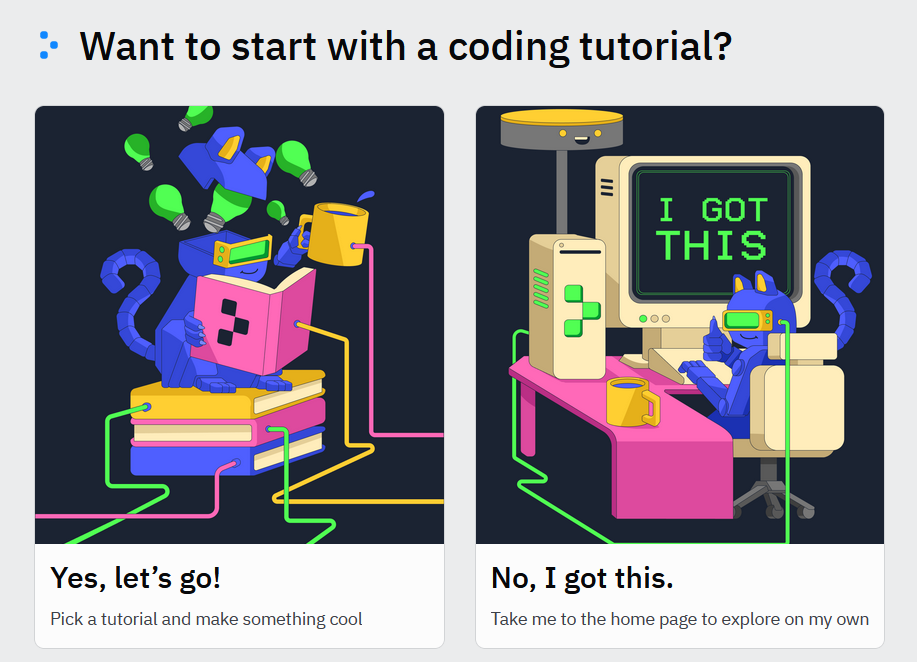 Want to start with a coding tutorial?
I GOT
THIS
Yes, let’s go!
Pick a tutorial and make something cool
No, I got this.
Take me to the home page to explore on my own